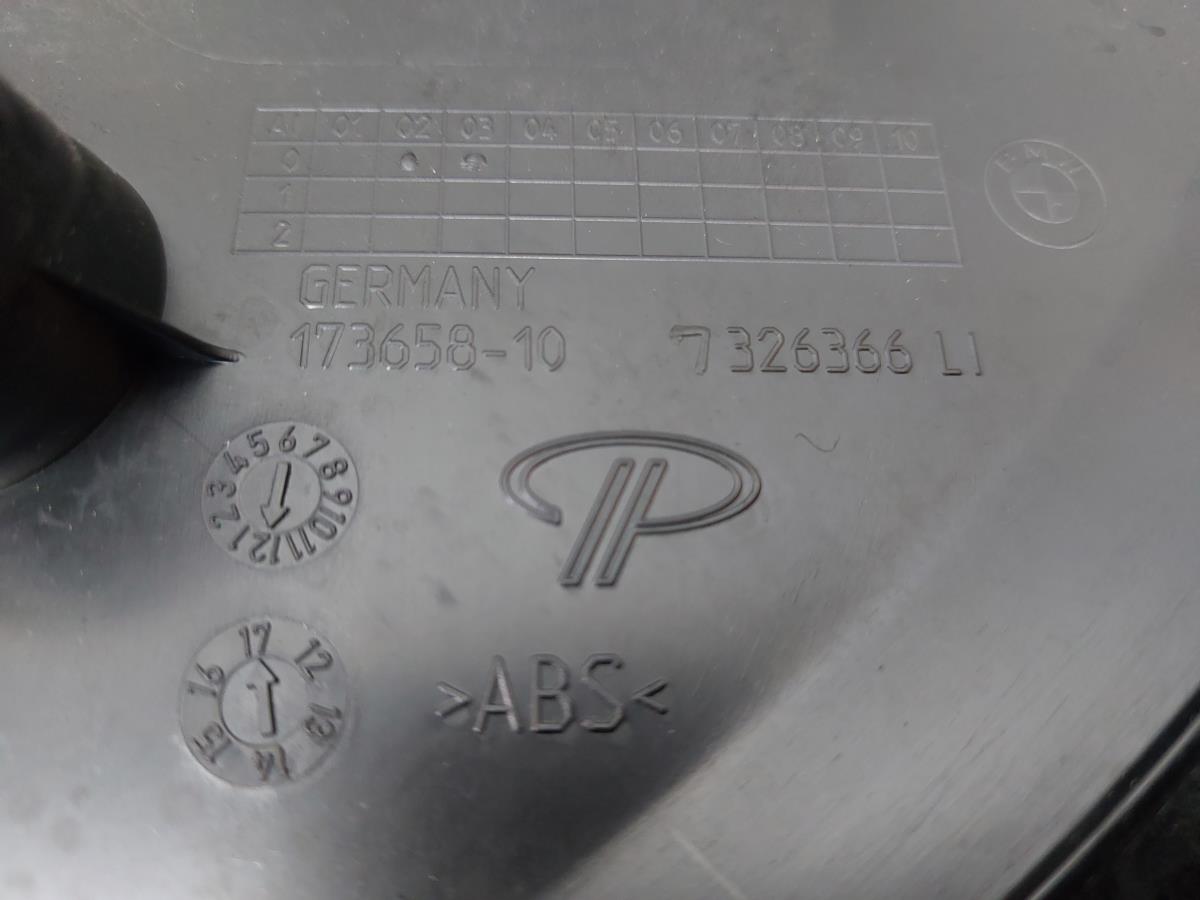 AI 01 02 03 04 05 06 07 08 09 10
0
1
2
BMW
GERMANY
173658-10 7 326366 LI
1 2 3 4 5 6 7 8 9 10 11 12
12 13 14 15 16 17
>ABS<